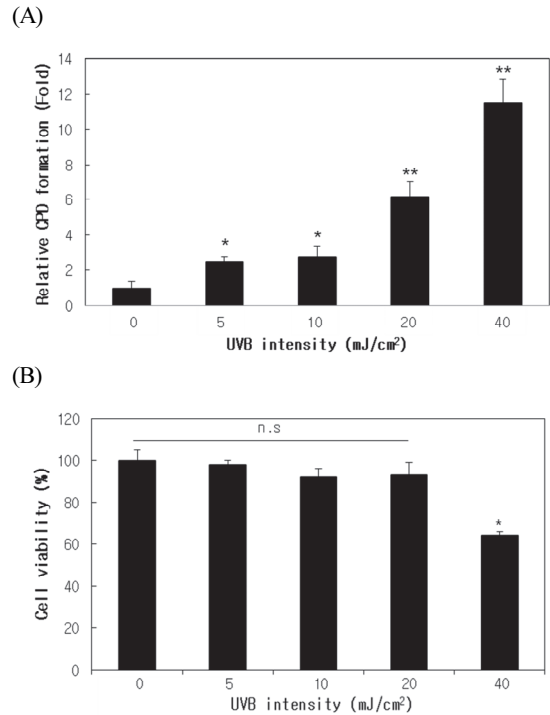 (A)
Relative CPD formation (Fold)
14
12
10
8
6
4
2
0
*
*
**
**
0 5 10 20 40
UVB intensity (mJ/cm²)
(B)
Cell viability (%)
120
100
80
60
40
20
0
n.s
*
0 5 10 20 40
UVB intensity (mJ/cm²)